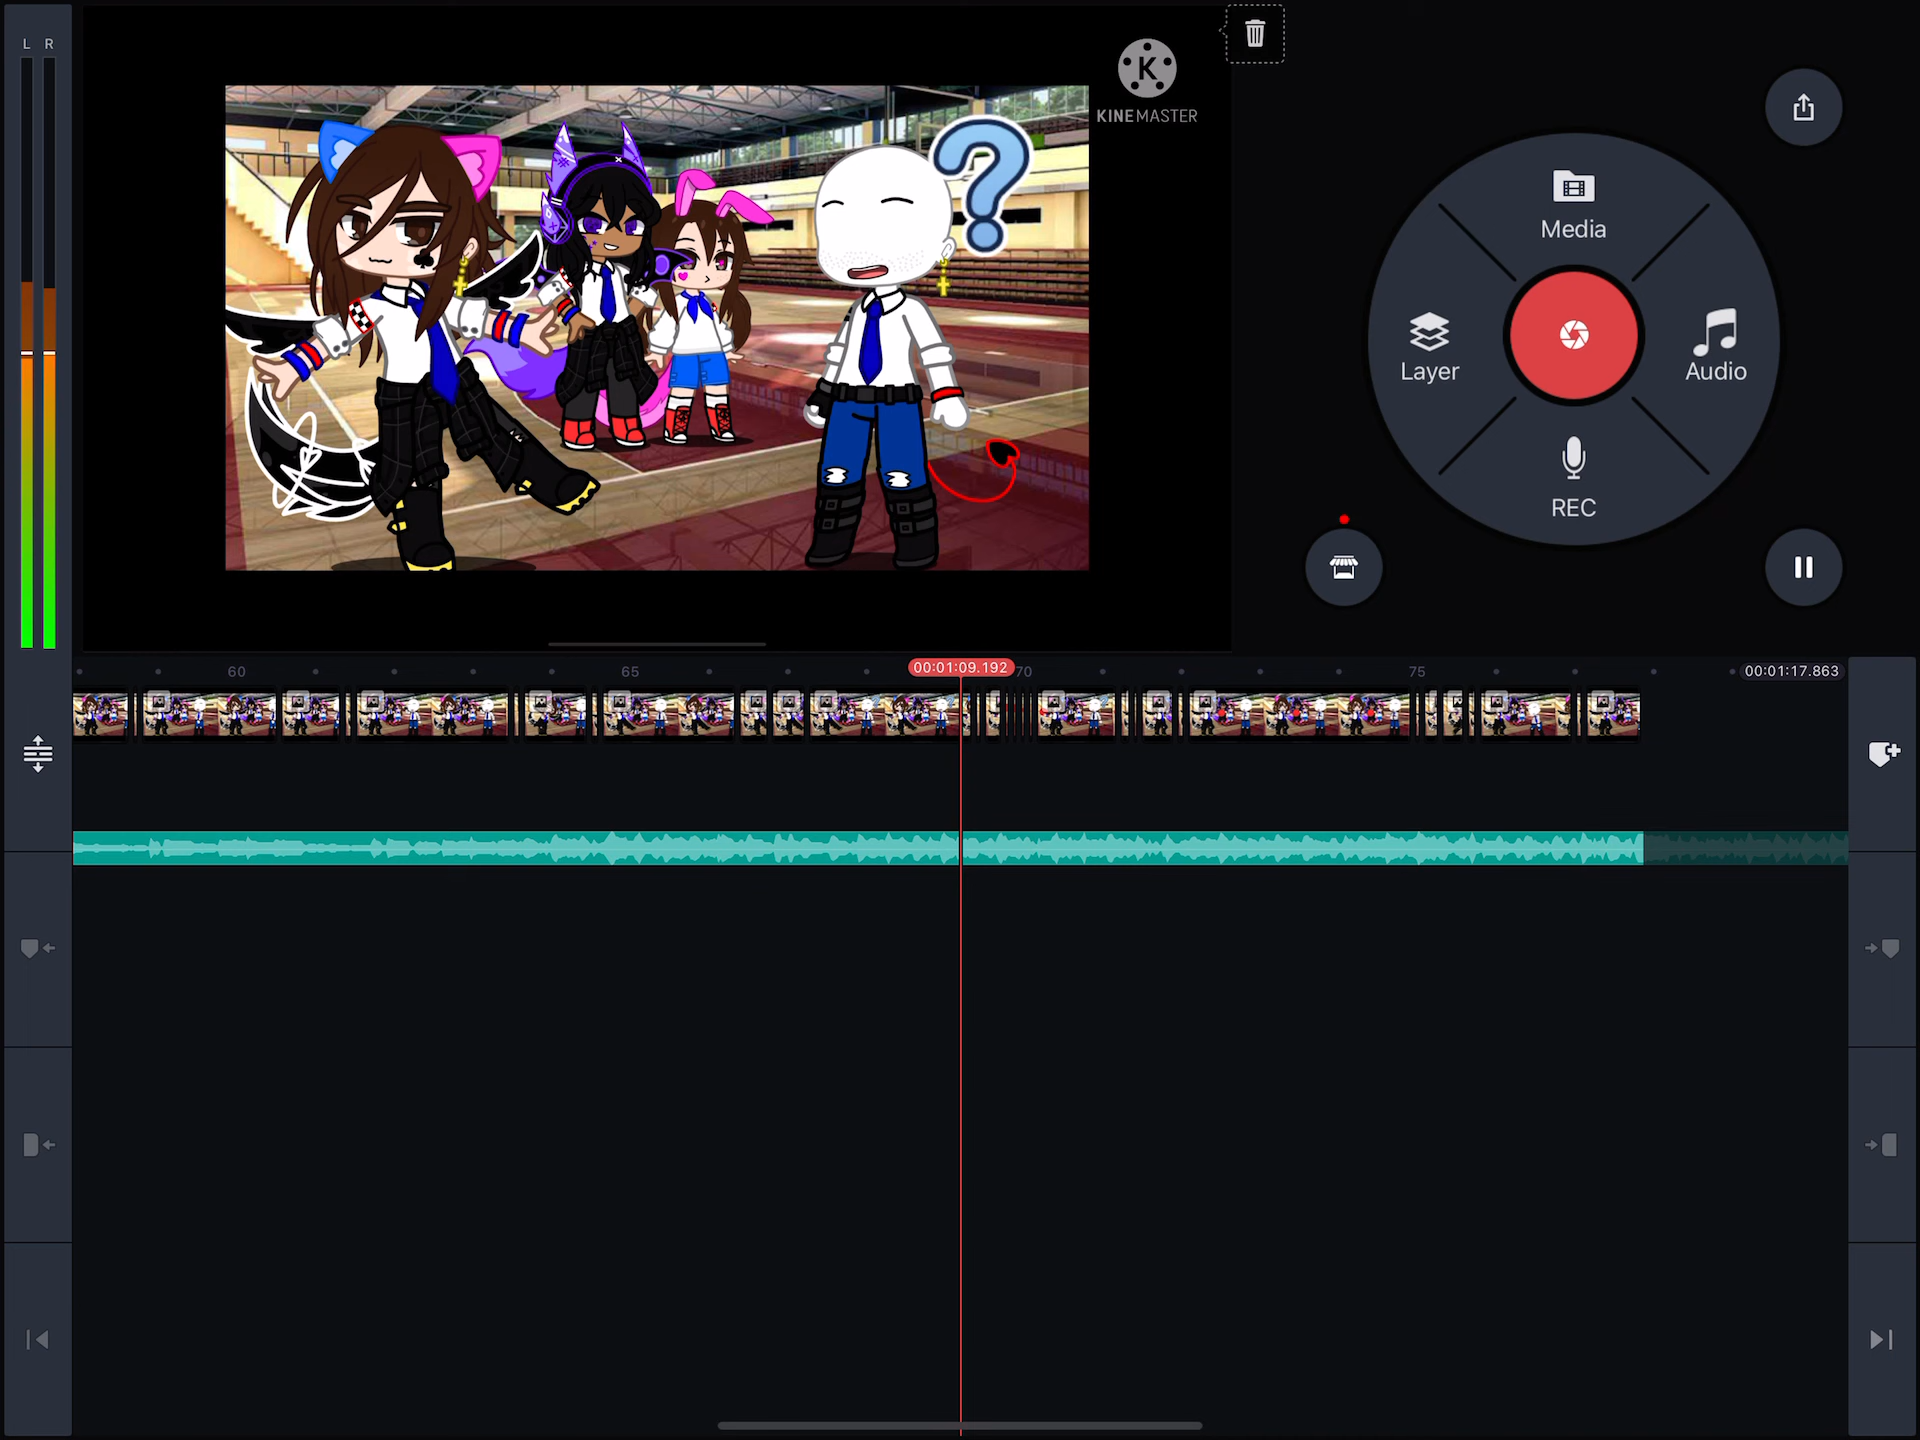 L R
K
KINEMASTER
?
Media
Layer
Audio
REC
60
65
00:01:09.192
70
75
00:01:17.863